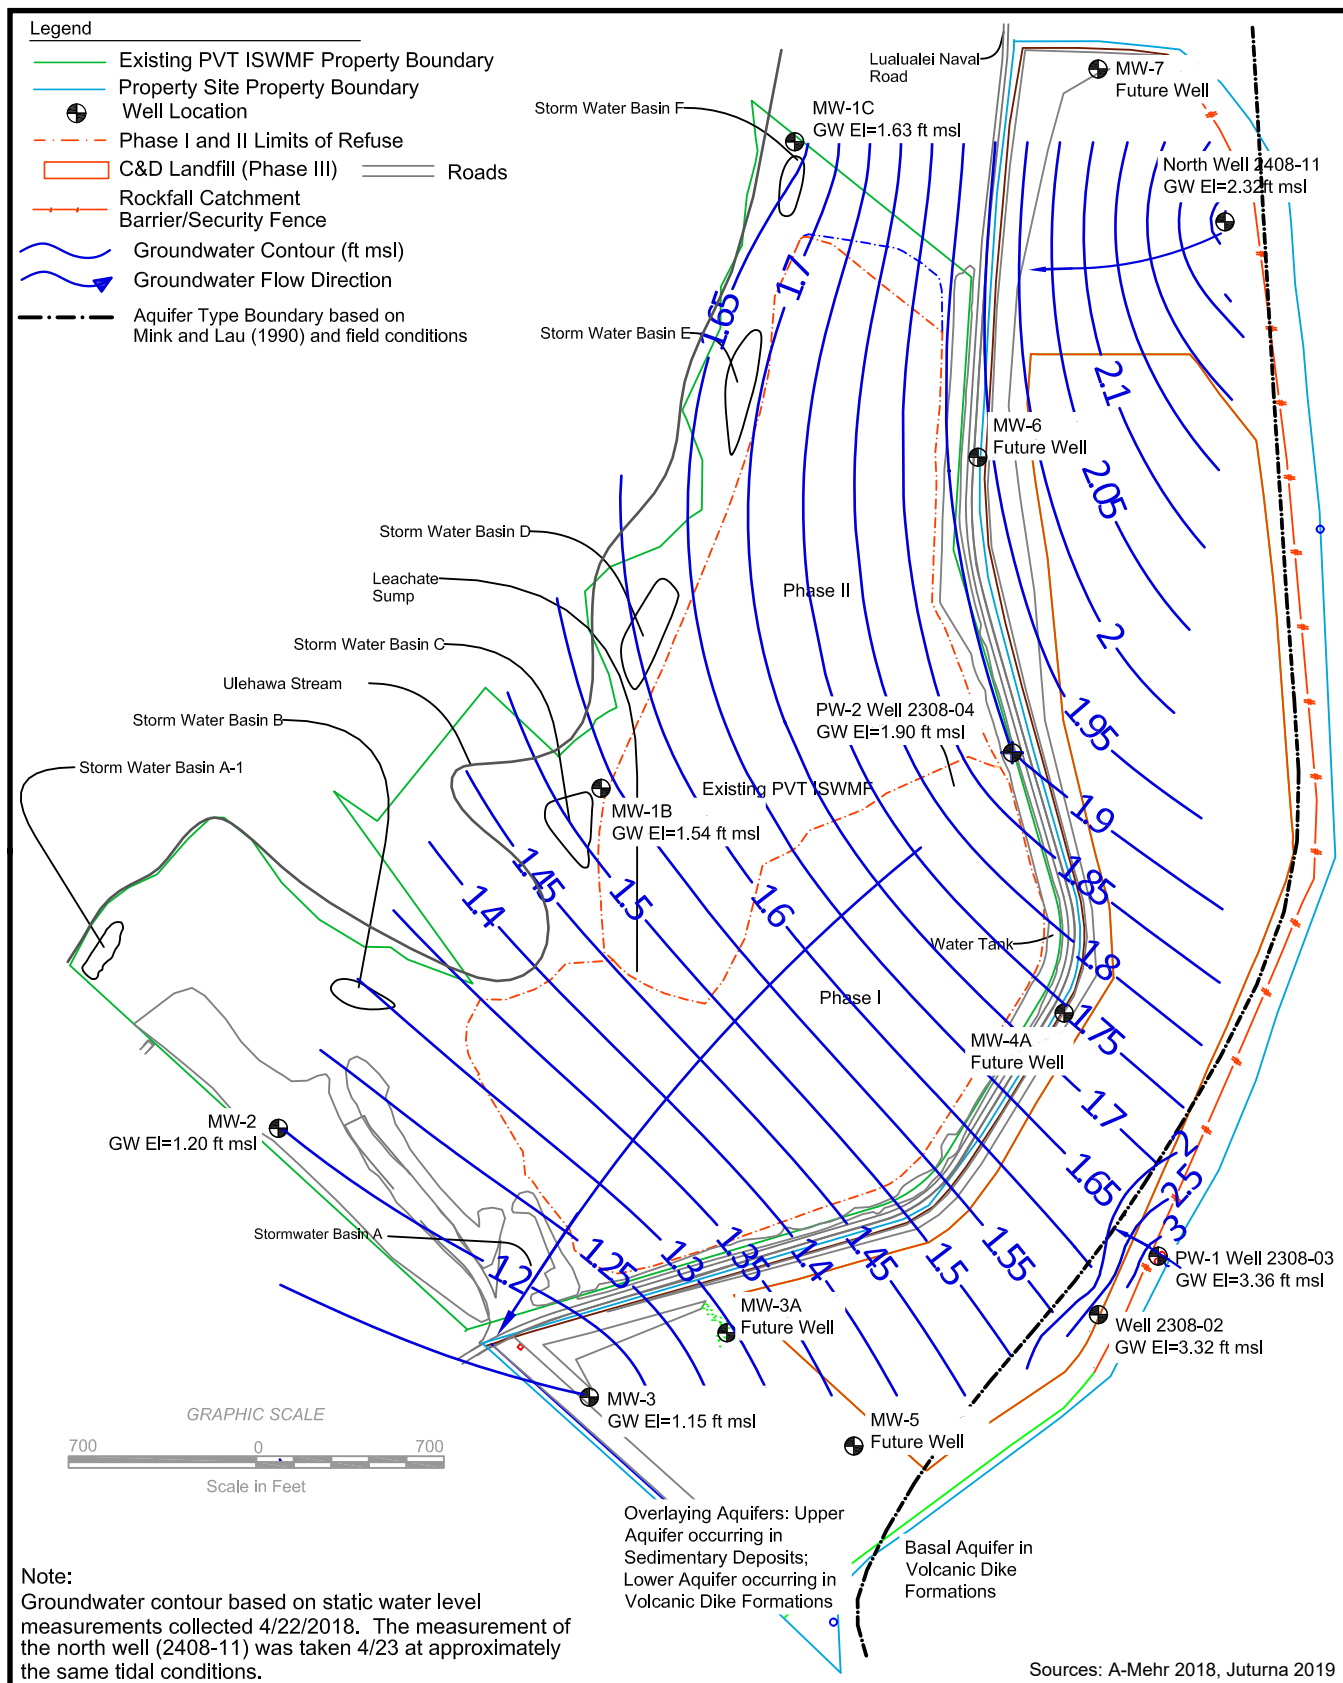 Legend
Existing PVT ISWMF Property Boundary
Property Site Property Boundary
Well Location
Phase I and II Limits of Refuse
C&D Landfill (Phase III)
Roads
Rockfall Catchment
Barrier/Security Fence
Groundwater Contour (ft msl)
Groundwater Flow Direction
Aquifer Type Boundary based on
Mink and Lau (1990) and field conditions
Lualualei Naval
Road
MW-7
Future Well
Storm Water Basin F
MW-1C
GW El=1.63 ft msl
North Well 2408-11
GW El=2.32ft msl
1.7
1.65
Storm Water Basin E
2.1
MW-6
Future Well
2.05
Storm Water Basin D
Leachate
Sump
Phase II
2
Storm Water Basin C
Ulehawa Stream
Storm Water Basin B
Storm Water Basin A-1
PW-2 Well 2308-04
GW El=1.90 ft msl
1.95
Existing PVT ISWMF
MW-1B
GW El=1.54 ft msl
1.9
1.45
1.4
1.5
1.6
1.85
Water Tank
1.8
Phase I
1.75
MW-4A
Future Well
MW-2
GW El=1.20 ft msl
1.7
1.65
2
2.5
3
Stormwater Basin A
1.2
1.25
1.3
1.35
1.4
1.45
1.5
1.55
PW-1 Well 2308-03
GW El=3.36 ft msl
MW-3A
Future Well
Well 2308-02
GW El=3.32 ft msl
MW-3
GW El=1.15 ft msl
MW-5
Future Well
GRAPHIC SCALE
700
0
700
Scale in Feet
Overlaying Aquifers: Upper
Aquifer occurring in
Sedimentary Deposits;
Lower Aquifer occurring in
Volcanic Dike Formations
Basal Aquifer in
Volcanic Dike
Formations
Note:
Groundwater contour based on static water level
measurements collected 4/22/2018. The measurement of
the north well (2408-11) was taken 4/23 at approximately
the same tidal conditions.
Sources: A-Mehr 2018, Juturna 2019